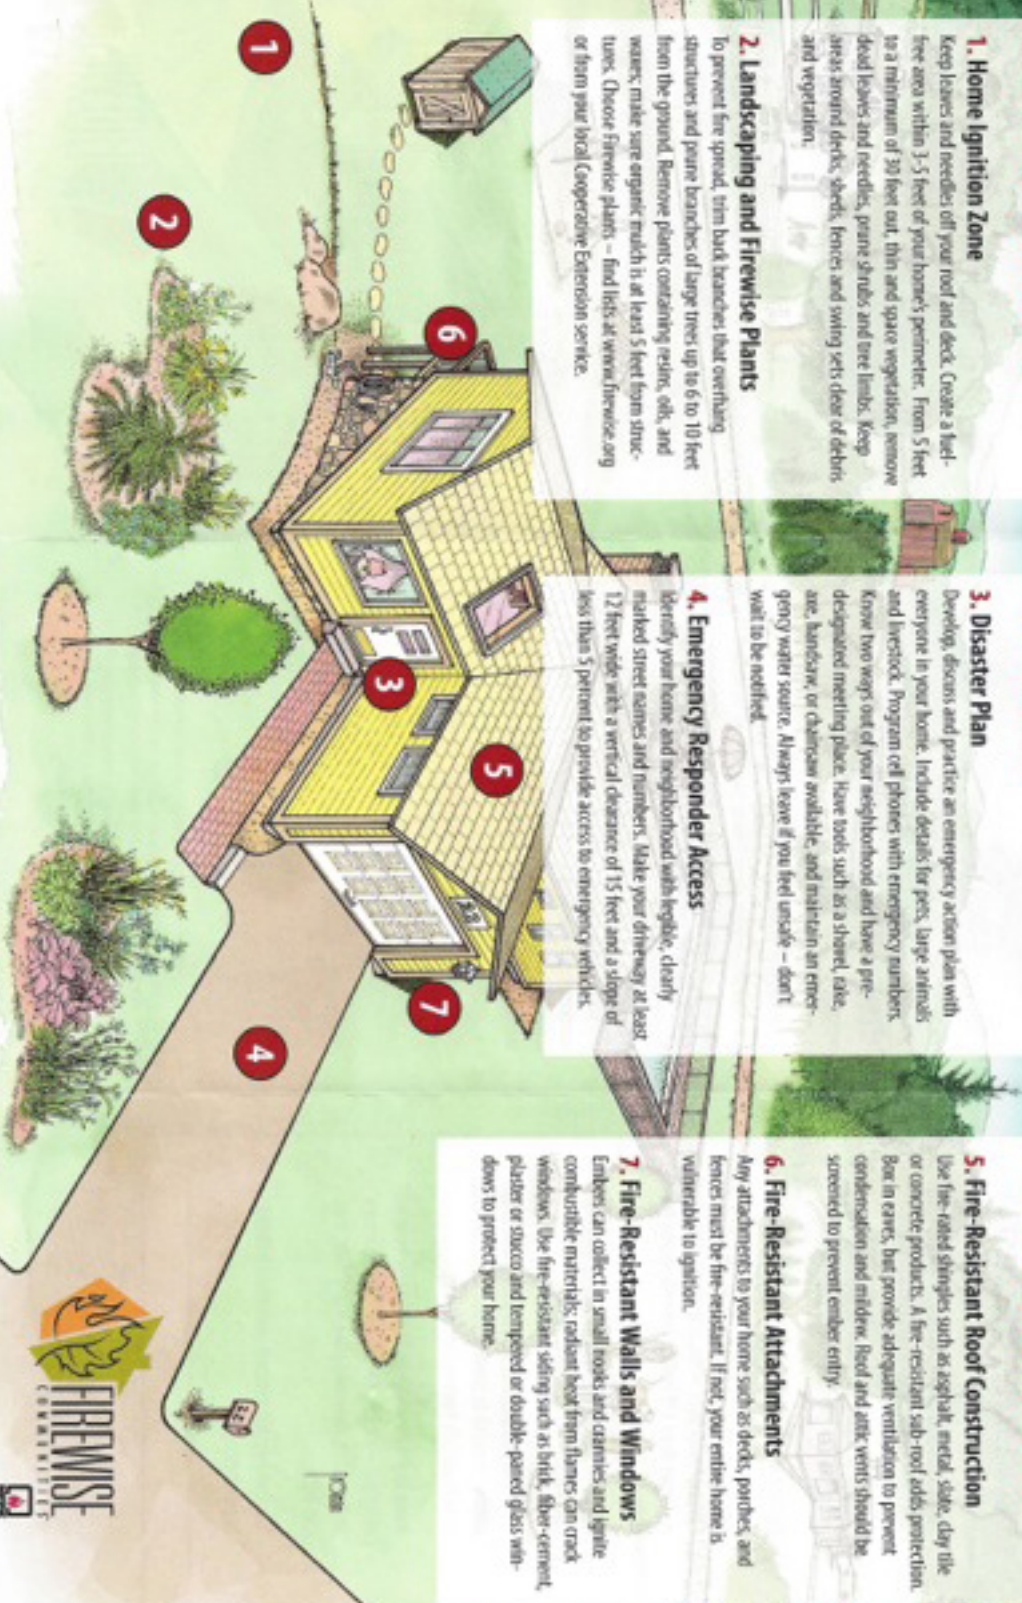 1. Home Ignition Zone
Keep leaves and needles off your roof and deck. Create a fuel-
free area within 3-5 feet of your home's perimeter. From 5 feet
to a minimum of 30 feet out, thin and space vegetation, remove
dead leaves and needles, prune shrubs and tree limbs. Keep
areas around decks, sheds, fences and swing sets clear of debris
and vegetation.
2. Landscaping and Firewise Plants
To prevent fire spread, trim back branches that overhang
structures and prune branches of large trees up to 6 to 10 feet
from the ground. Remove plants containing resins, oils, and
waxes; make sure organic mulch is at least 5 feet from struc-
tures. Choose Firewise plants – find lists at www.firewise.org
or from your local Cooperative Extension service.
3. Disaster Plan
Develop, discuss and practice an emergency action plan with
everyone in your home. Include details for pets, large animals
and livestock. Program cell phones with emergency numbers.
Know two ways out of your neighborhood and have a pre-
designated meeting place. Have tools such as a shovel, rake,
axe, handsaw, or chainsaw available, and maintain an emer-
gency water source. Always leave if you feel unsafe – don't
wait to be notified.
4. Emergency Responder Access
Identify your home and neighborhood with legible, clearly
marked street names and numbers. Make your driveway at least
12 feet wide with a vertical clearance of 15 feet and a slope of
less than 5 percent to provide access to emergency vehicles.
5. Fire-Resistant Roof Construction
Use fire-rated shingles such as asphalt, metal, slate, clay tile
or concrete products. A fire-resistant sub-roof adds protection.
Box in eaves, but provide adequate ventilation to prevent
condensation and mildew. Roof and attic vents should be
screened to prevent ember entry.
6. Fire-Resistant Attachments
Any attachments to your home such as decks, porches, and
fences must be fire-resistant. If not, your entire home is
vulnerable to ignition.
7. Fire-Resistant Walls and Windows
Embers can collect in small nooks and crannies and ignite
combustible materials; radiant heat from flames can crack
windows. Use fire-resistant siding such as brick, fiber-cement,
plaster or stucco and tempered or double-paned glass win-
dows to protect your home.
1
2
6
3
5
7
4
22
22
FIREWISE
COMMUNITIES